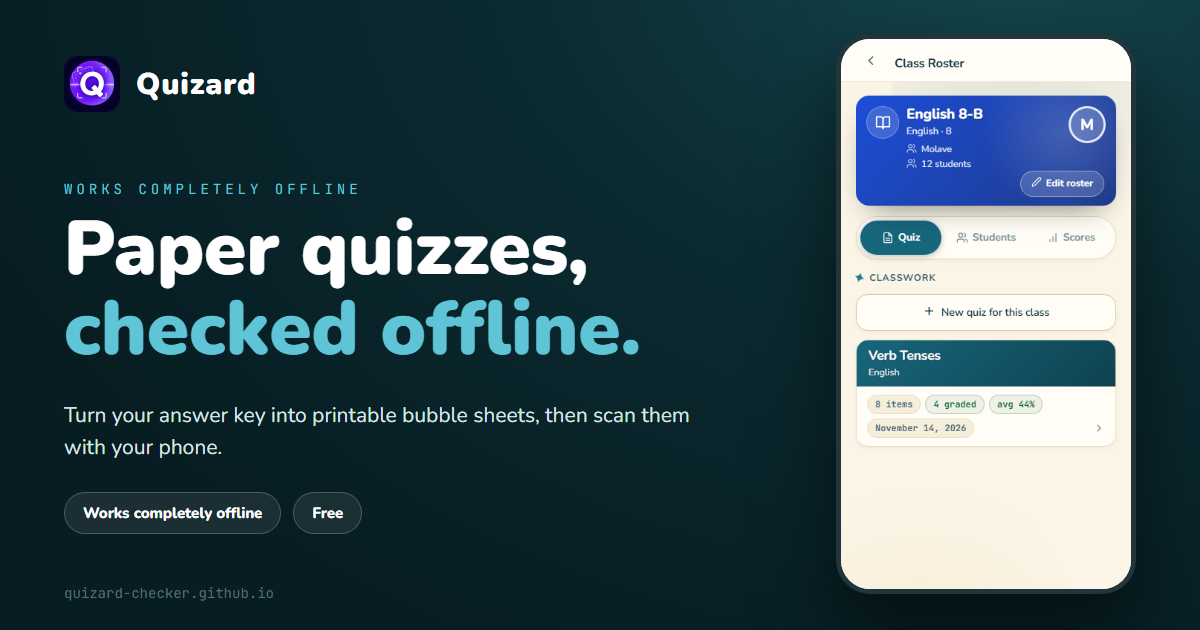 Quizard
WORKS COMPLETELY OFFLINE
Paper quizzes,
checked offline.
Turn your answer key into printable bubble sheets, then scan them
with your phone.
Works completely offline
Free
quizard-checker.github.io
Class Roster
English 8-B
English · 8
Molave
12 students
M
Edit roster
Quiz
Students
Scores
CLASSWORK
+ New quiz for this class
Verb Tenses
English
8 items
4 graded
avg 44%
November 14, 2026